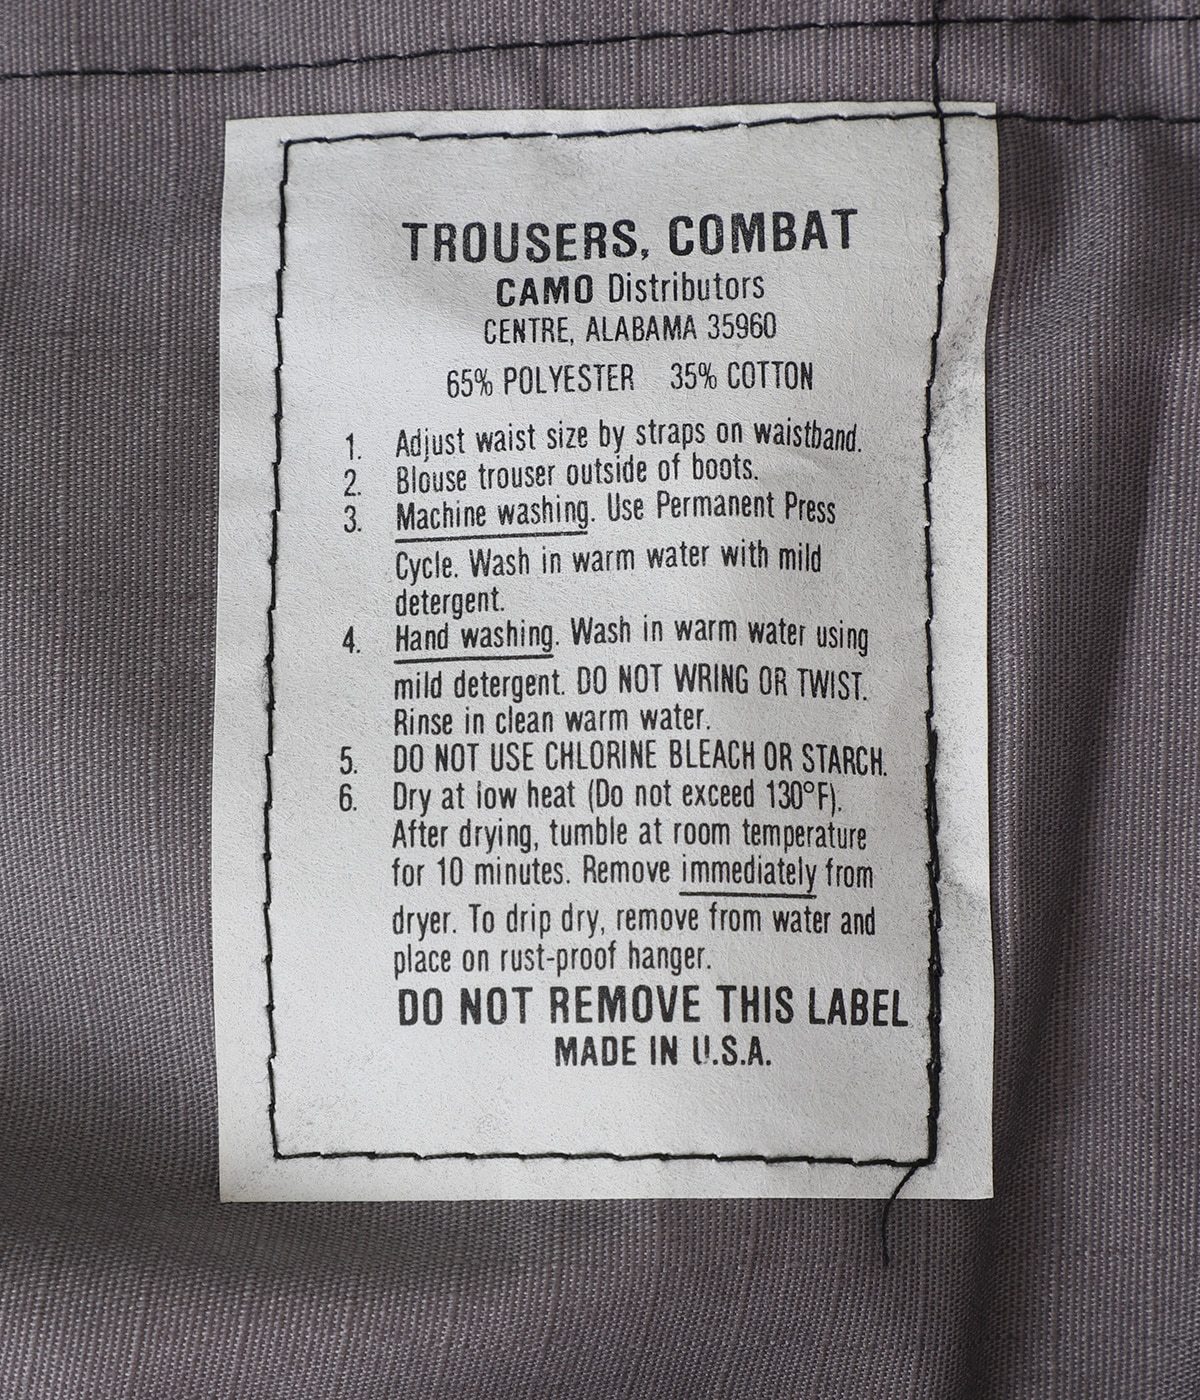 TROUSERS, COMBAT
CAMO Distributors
CENTRE, ALABAMA 35960
65% POLYESTER 35% COTTON
1. Adjust waist size by straps on waistband.
2. Blouse trouser outside of boots.
3. Machine washing. Use Permanent Press
Cycle. Wash in warm water with mild
detergent.
4. Hand washing. Wash in warm water using
mild detergent. DO NOT WRING OR TWIST.
Rinse in clean warm water.
5. DO NOT USE CHLORINE BLEACH OR STARCH.
6. Dry at low heat (Do not exceed 130°F).
After drying, tumble at room temperature
for 10 minutes. Remove immediately from
dryer. To drip dry, remove from water and
place on rust-proof hanger.
DO NOT REMOVE THIS LABEL
MADE IN U.S.A.